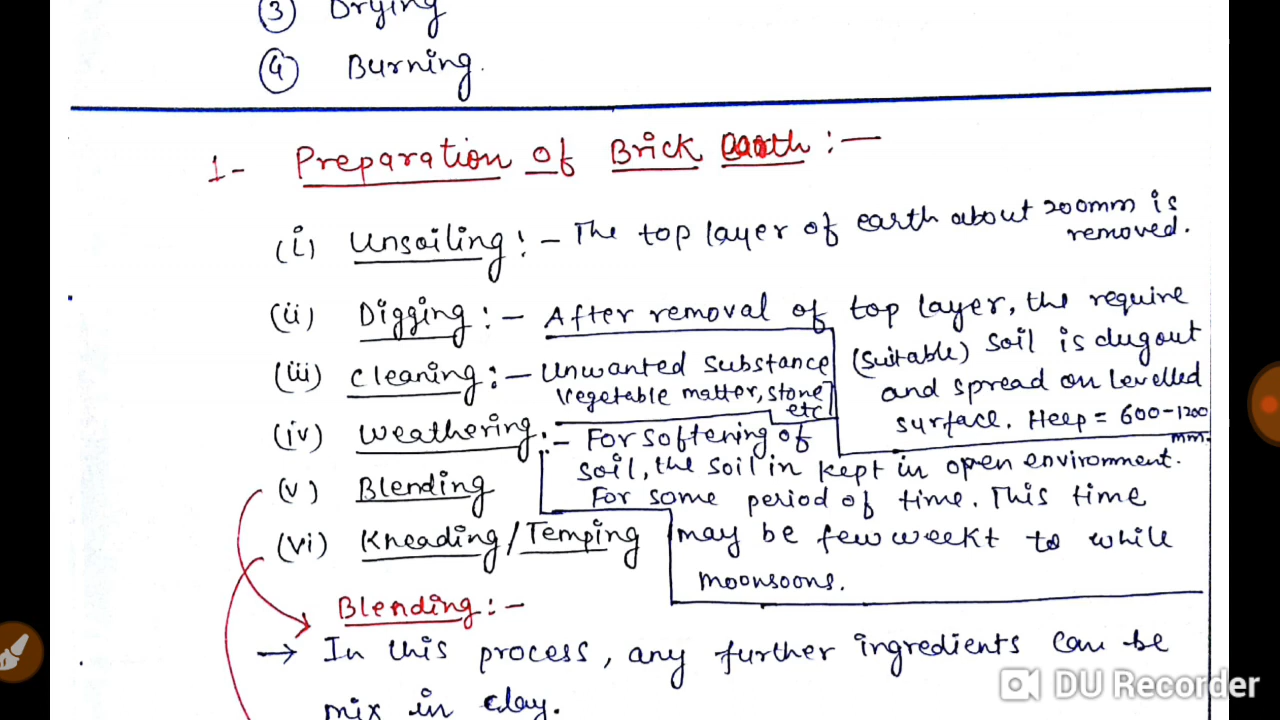 ③ Drying
④ Burning.
1- Preparation of Brick earth :-
(i) Unsoiling :- The top layer of earth about 200mm is
removed.
(ii) Digging :- After removal of top layer, the require
(suitable) soil is dugout
and spread on levelled
surface. Heep = 600-1200
mm.
(iii) Cleaning :- Unwanted substance
vegetable matter, stone
etc
(iv) Weathering :- For softening of
soil, the soil in kept in open environment.
For some period of time. This time
may be few weekt to while
moonsoons.
(v) Blending
(vi) Kneading/Temping
Blending :-
→ In this process, any further ingredients can be
mix in clay.
DU Recorder